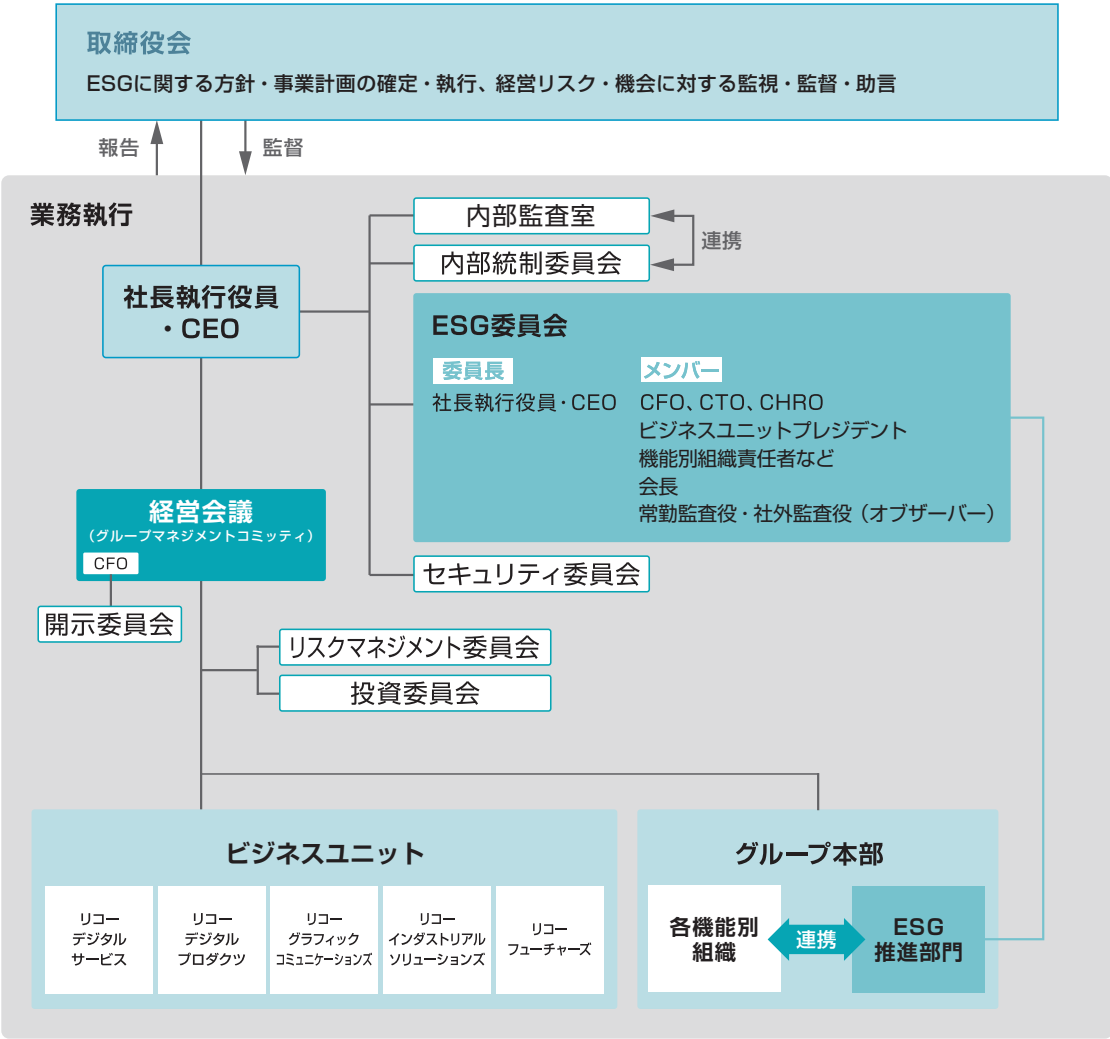 取締役会
ESGに関する方針・事業計画の確定・執行、経営リスク・機会に対する監視・監督・助言
報告
監督
業務執行
内部監査室
連携
内部統制委員会
社長執行役員
・CEO
ESG委員会
委員長
社長執行役員・CEO
メンバー
CFO、CTO、CHRO
ビジネスユニットプレジデント
機能別組織責任者など
会長
常勤監査役・社外監査役（オブザーバー）
経営会議
（グループマネジメントコミッティ）
CFO
開示委員会
セキュリティ委員会
リスクマネジメント委員会
投資委員会
ビジネスユニット
リコー
デジタル
サービス
リコー
デジタル
プロダクツ
リコー
グラフィック
コミュニケーションズ
リコー
インダストリアル
ソリューションズ
リコー
フューチャーズ
グループ本部
各機能別
組織
連携
ESG
推進部門